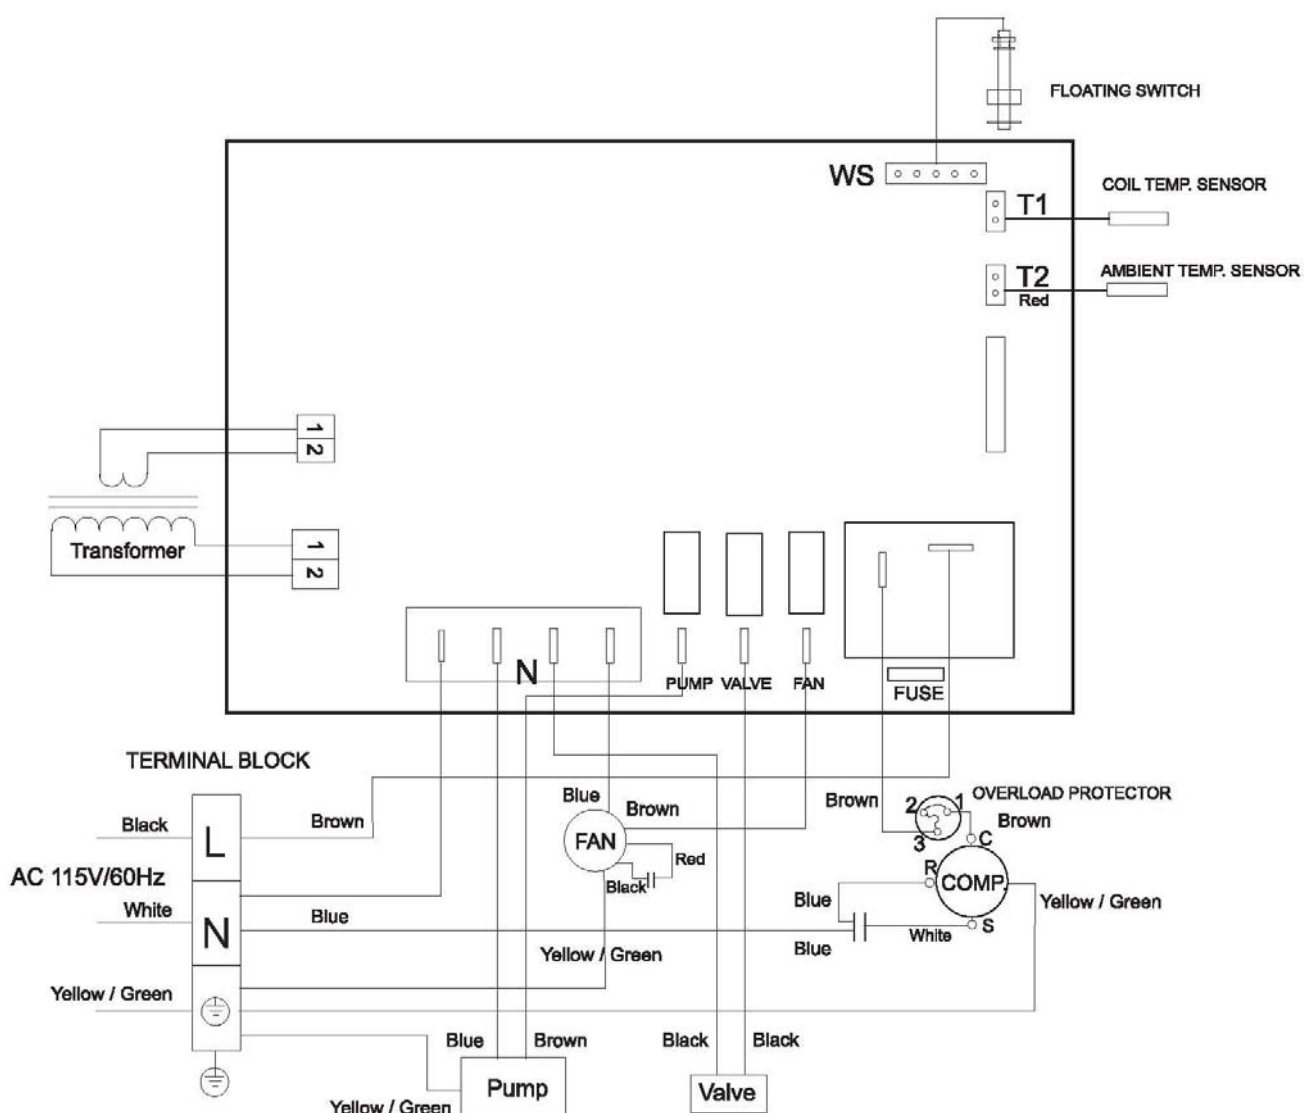 FLOATING SWITCH
WS
COIL TEMP. SENSOR
T1
AMBIENT TEMP. SENSOR
T2
Red
1
2
Transformer
1
2
N
PUMP VALVE FAN
FUSE
TERMINAL BLOCK
OVERLOAD PROTECTOR
Blue
Brown
Brown
2
1
3
Brown
C
Black
Brown
L
FAN
Red
Black
R
COMP.
AC 115V/60Hz
White
N
Blue
Blue
Yellow / Green
White
S
Blue
Yellow / Green
Yellow / Green
Blue
Brown
Black
Black
Pump
Valve
Yellow / Green